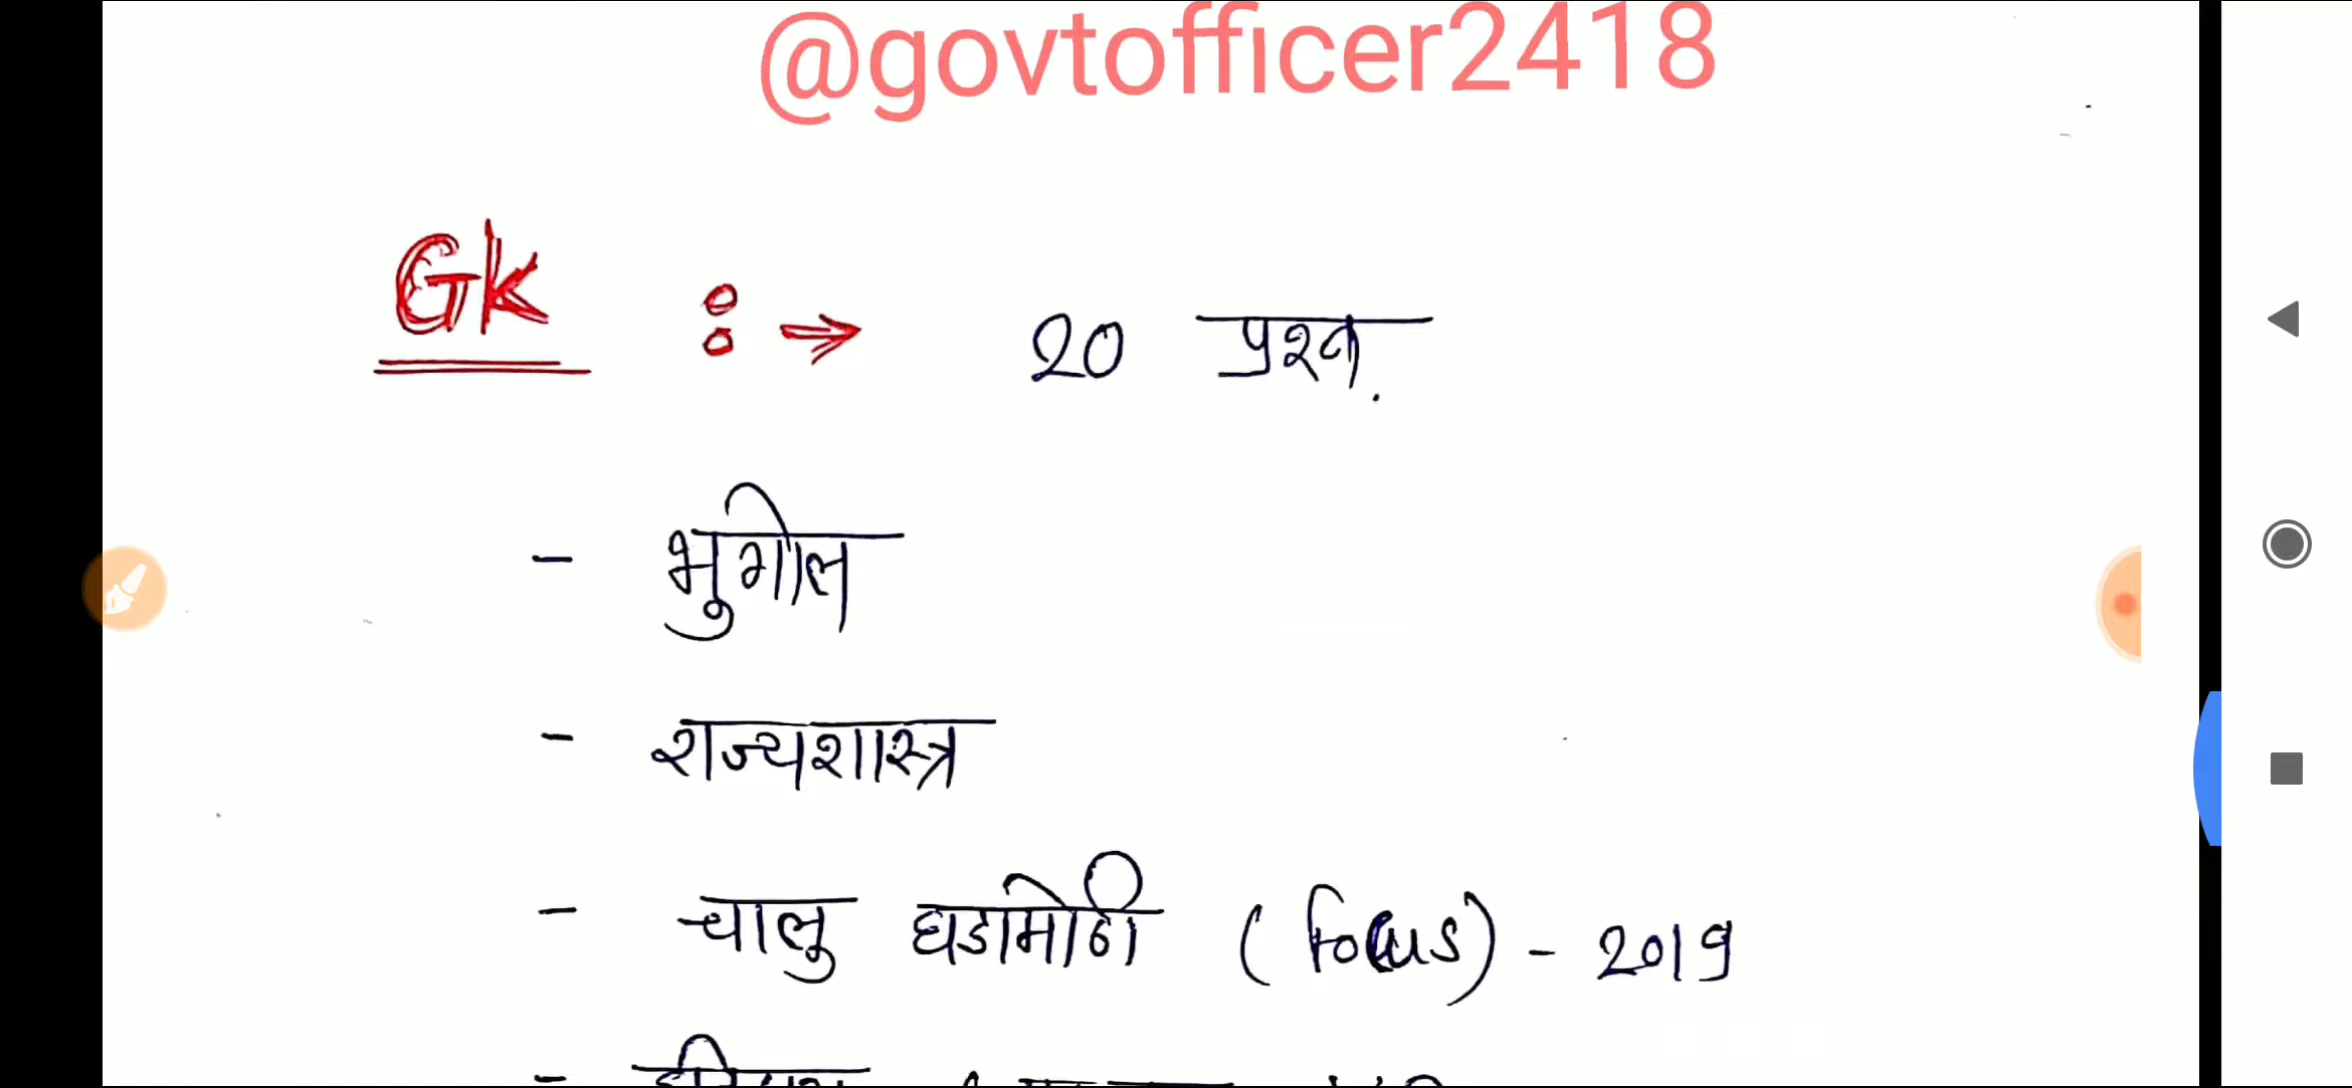 @govtofficer2418
GK : ⇒ 20 प्रश्न.
- भुगोल
- राज्यशास्त्र
- चालु घडामोडी (Focus) - 2019